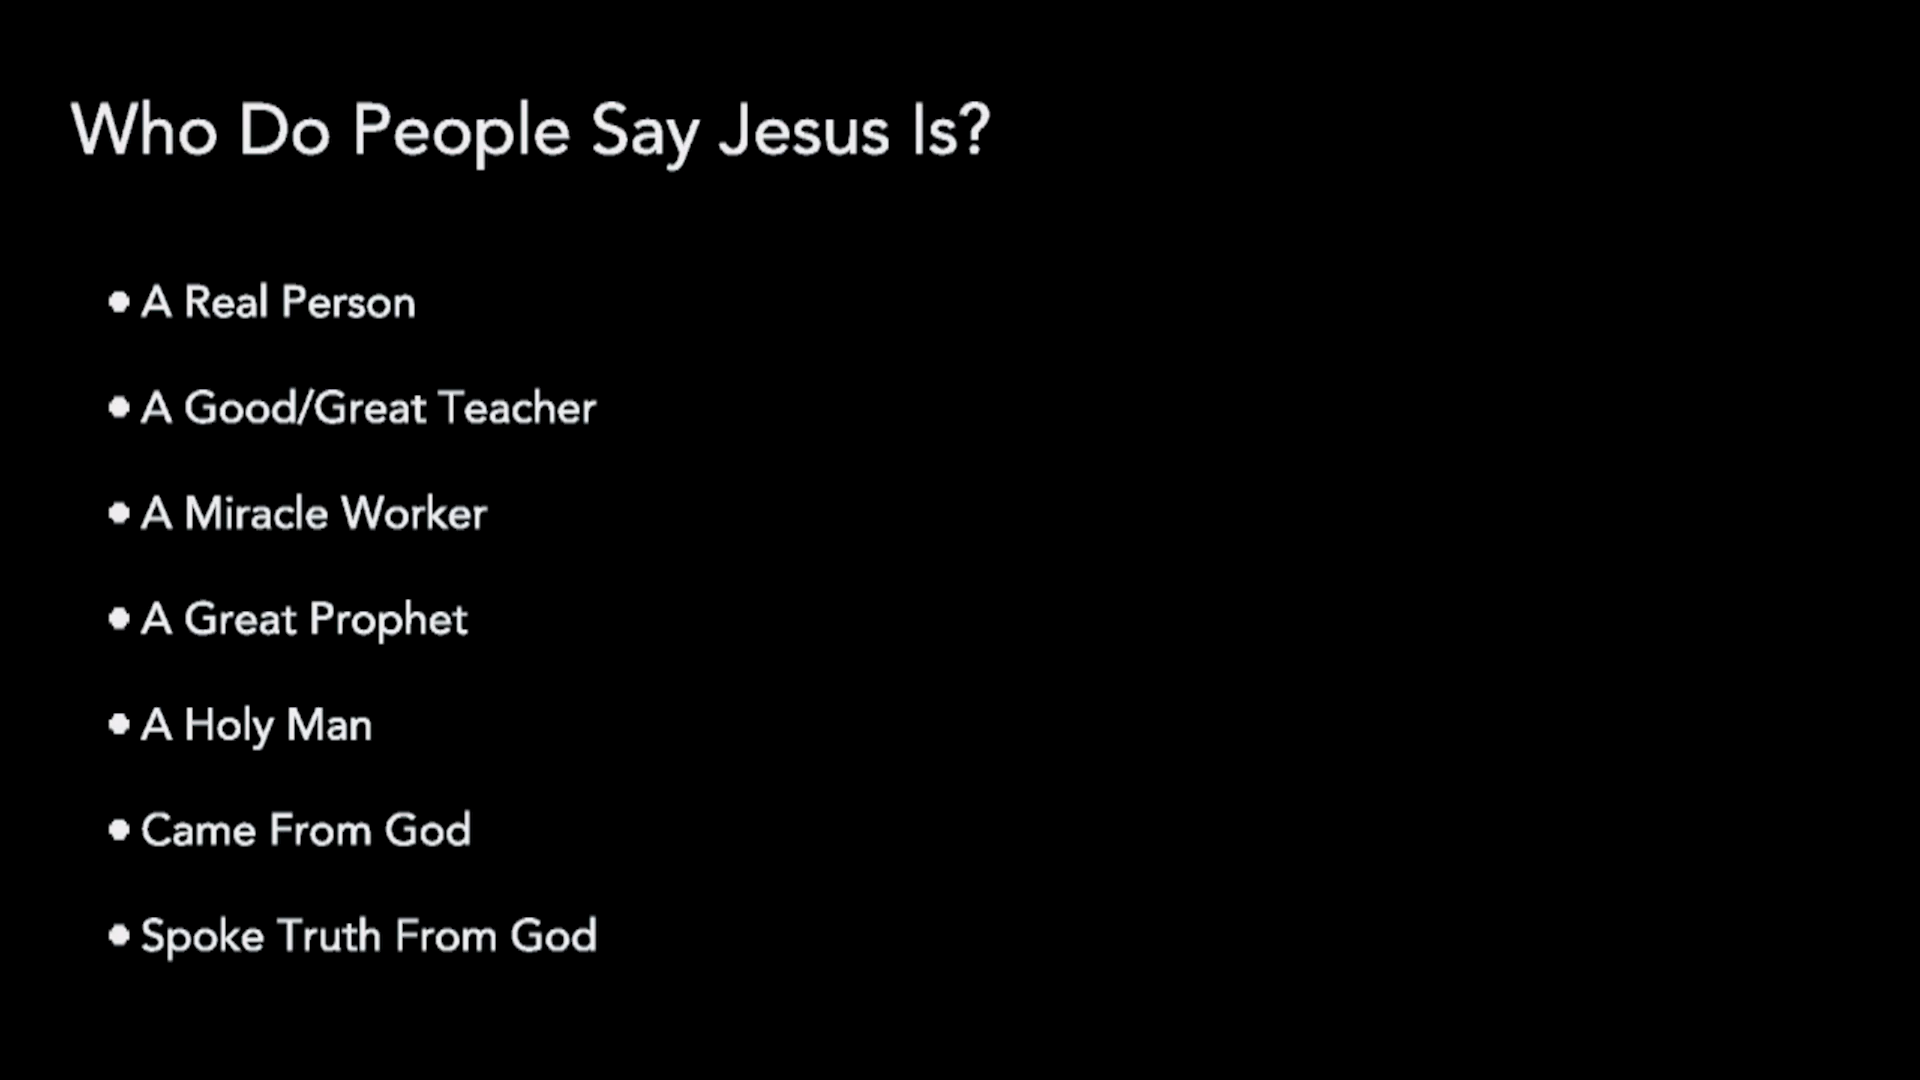 Who Do People Say Jesus Is?
• A Real Person
• A Good/Great Teacher
• A Miracle Worker
• A Great Prophet
• A Holy Man
• Came From God
• Spoke Truth From God